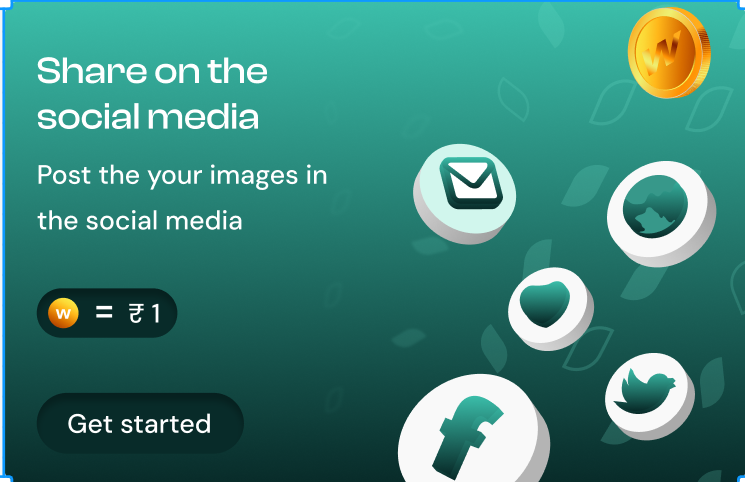 Share on the
social media
Post the your images in
the social media
w = ₹ 1
Get started
W